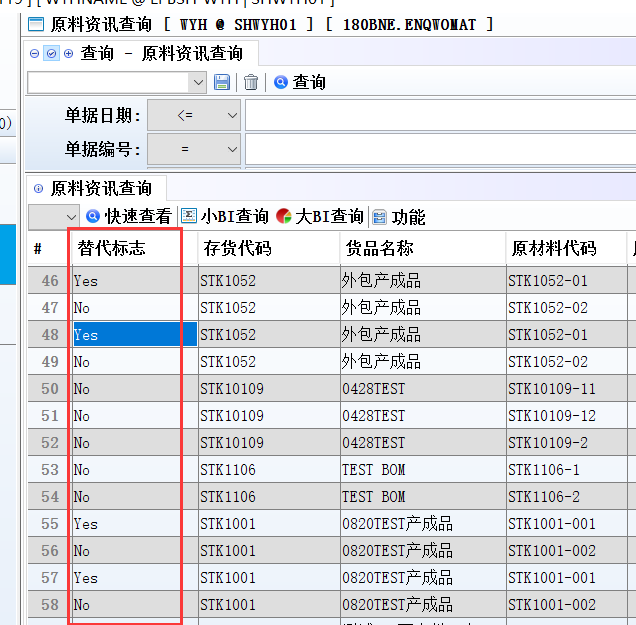 原料资讯查询 [ WYH @ SHWYH01 ] [ 180BNE.ENQWOMAT ]
查询 - 原料资讯查询
查询
单据日期: <=
单据编号: =
原料资讯查询
快速查看 小BI查询 大BI查询 功能
# 替代标志 存货代码 货品名称 原材料代码
46 Yes STK1052 外包产成品 STK1052-01
47 No STK1052 外包产成品 STK1052-02
48 Yes STK1052 外包产成品 STK1052-01
49 No STK1052 外包产成品 STK1052-02
50 No STK10109 0428TEST STK10109-11
51 No STK10109 0428TEST STK10109-12
52 No STK10109 0428TEST STK10109-2
53 No STK1106 TEST BOM STK1106-1
54 No STK1106 TEST BOM STK1106-2
55 Yes STK1001 0820TEST产成品 STK1001-001
56 No STK1001 0820TEST产成品 STK1001-002
57 Yes STK1001 0820TEST产成品 STK1001-001
58 No STK1001 0820TEST产成品 STK1001-002